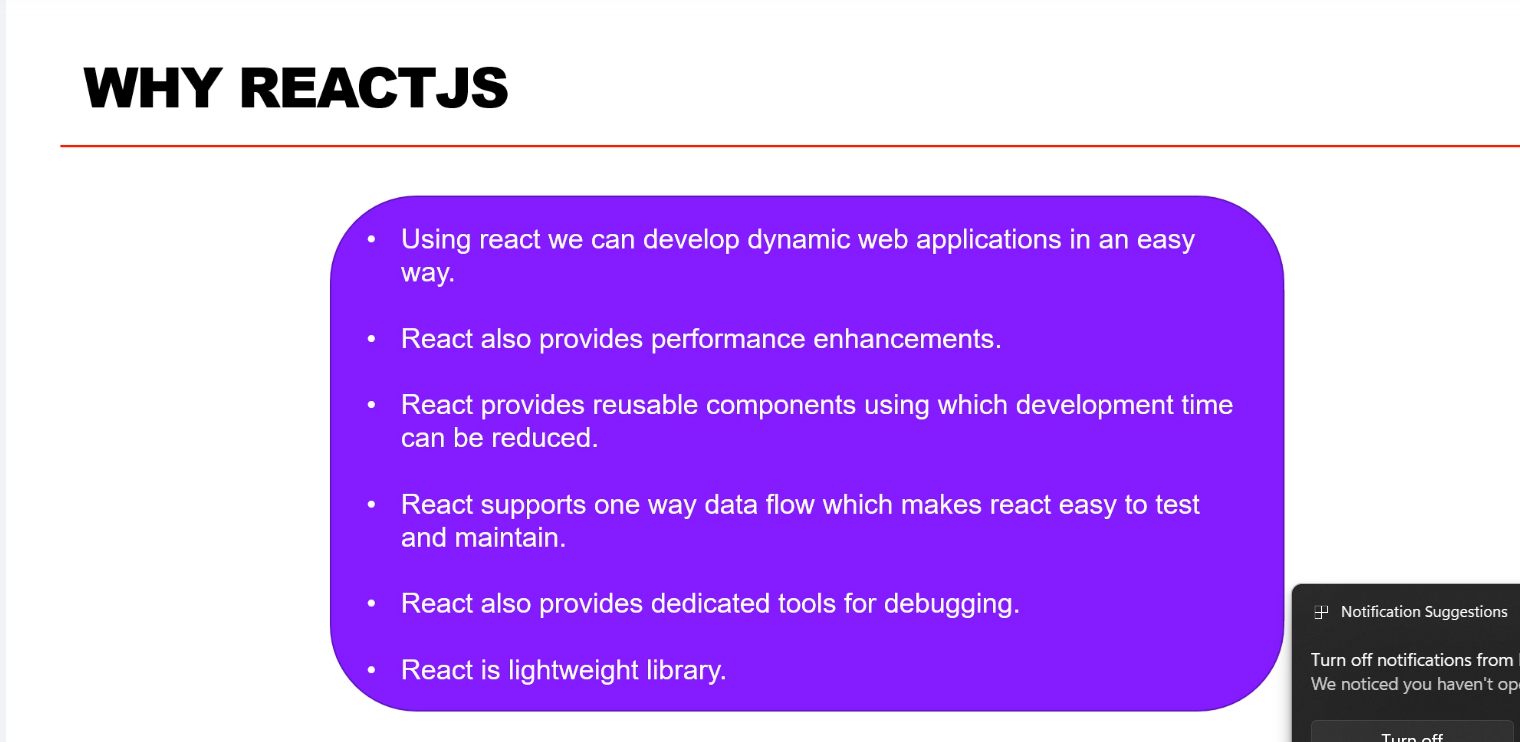 WHY REACTJS
• Using react we can develop dynamic web applications in an easy
way.
• React also provides performance enhancements.
• React provides reusable components using which development time
can be reduced.
• React supports one way data flow which makes react easy to test
and maintain.
• React also provides dedicated tools for debugging.
• React is lightweight library.
Notification Suggestions
Turn off notifications from
We noticed you haven't
Turn off